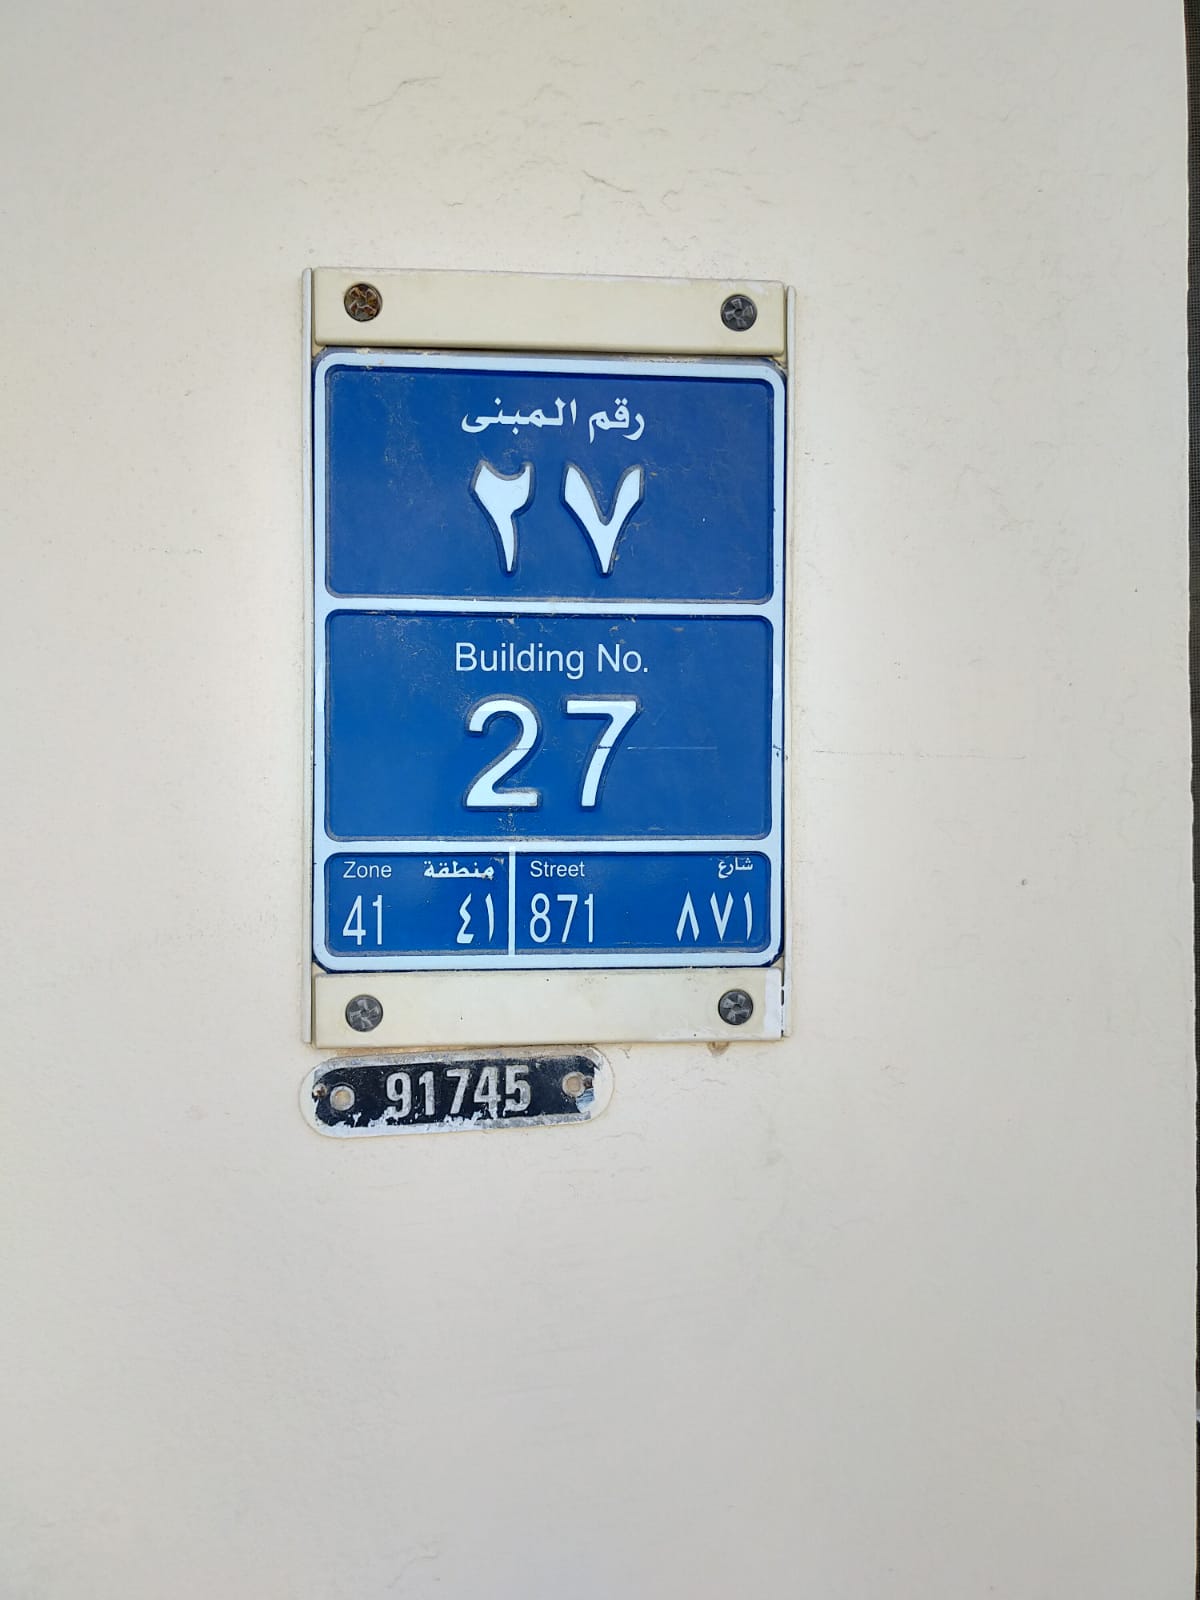 رقم المبنى
٢٧
Building No.
27
Zone منطقة
41 ٤١
Street شارع
871 ٨٧١
91745